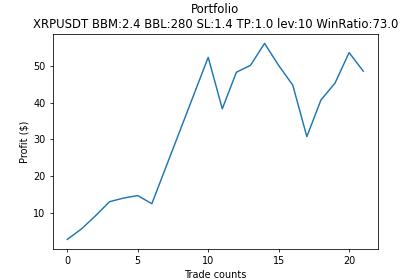 Portfolio
XRPUSDT BBM:2.4 BBL:280 SL:1.4 TP:1.0 lev:10 WinRatio:73.0
50
40
30
20
10
Profit ($)
0 5 10 15 20
Trade counts